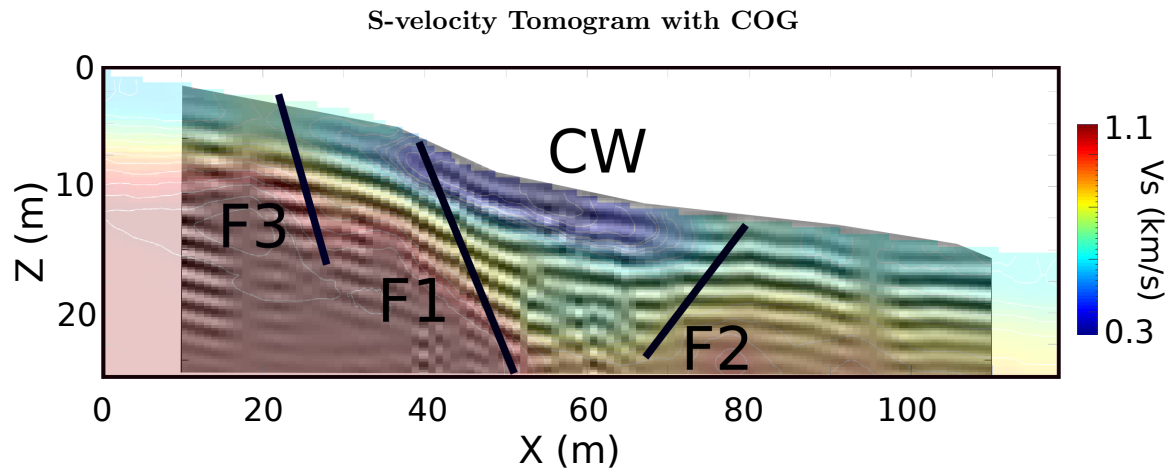 S-velocity Tomogram with COG
0
10
20
Z (m)
CW
F3
F1
F2
1.1
0.3
Vs (km/s)
0
20
40
60
80
100
X (m)